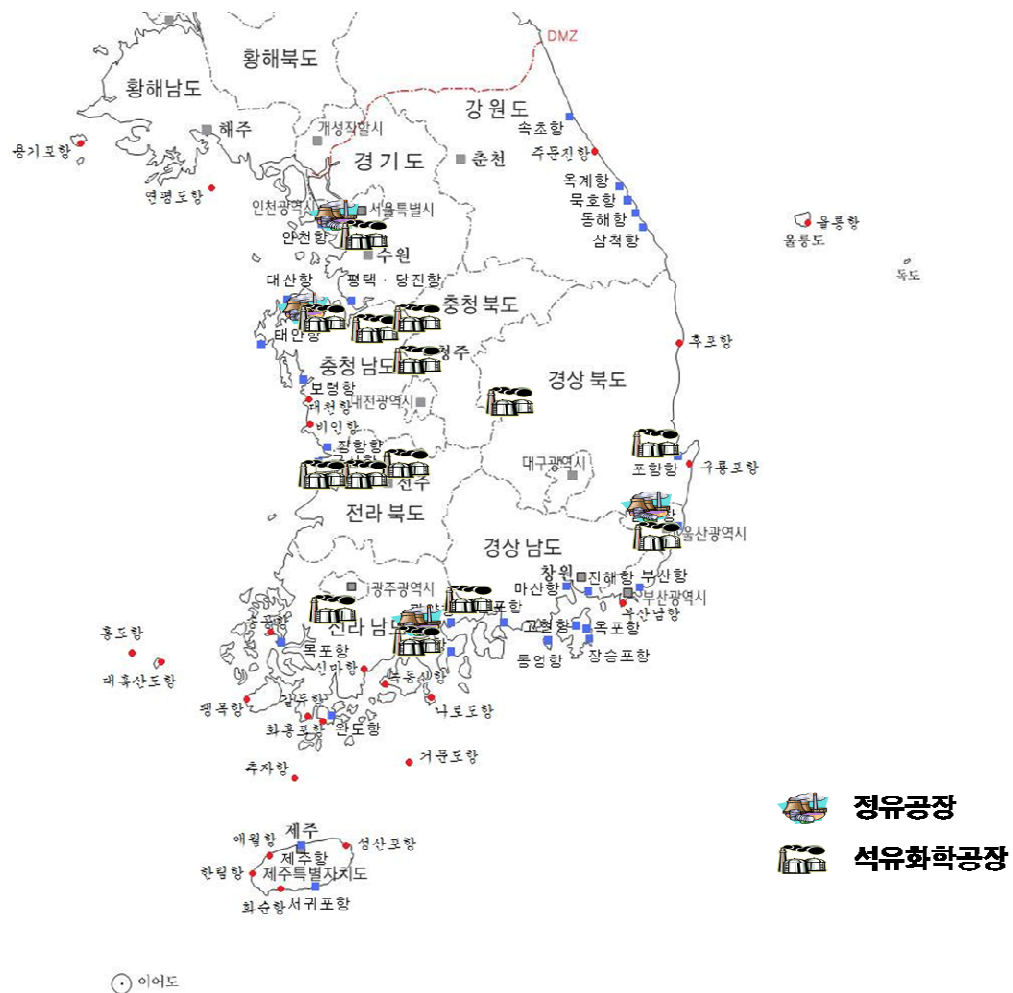 DMZ
황해북도
황해남도
강원도
해주
개성직할시
속초항
용기포항
경기도
춘천
주문진항
연평도항
옥계항
인천광역시
서울특별시
묵호항
동해항
울릉항
인천항
삼척항
울릉도
수원
독도
대산항
평택·당진항
충청북도
태안항
후포항
충청남도
경상북도
보령항
대천항
대전광역시
비인항
장항항
대구광역시
포항항
구룡포항
전주
전라북도
울산광역시
경상남도
창원
진해항
부산항
광주광역시
마산항
부산광역시
부산남항
고현항
옥포항
홍도항
전라남도
목포항
통영항
장승포항
신마항
대흑산도항
녹동신항
팽목항
갈두항
나로도항
화흥포항
완도항
거문도항
추자항
정유공장
제주
애월항
성산포항
제주항
석유화학공장
한림항
제주특별자치도
화순항
서귀포항
이어도